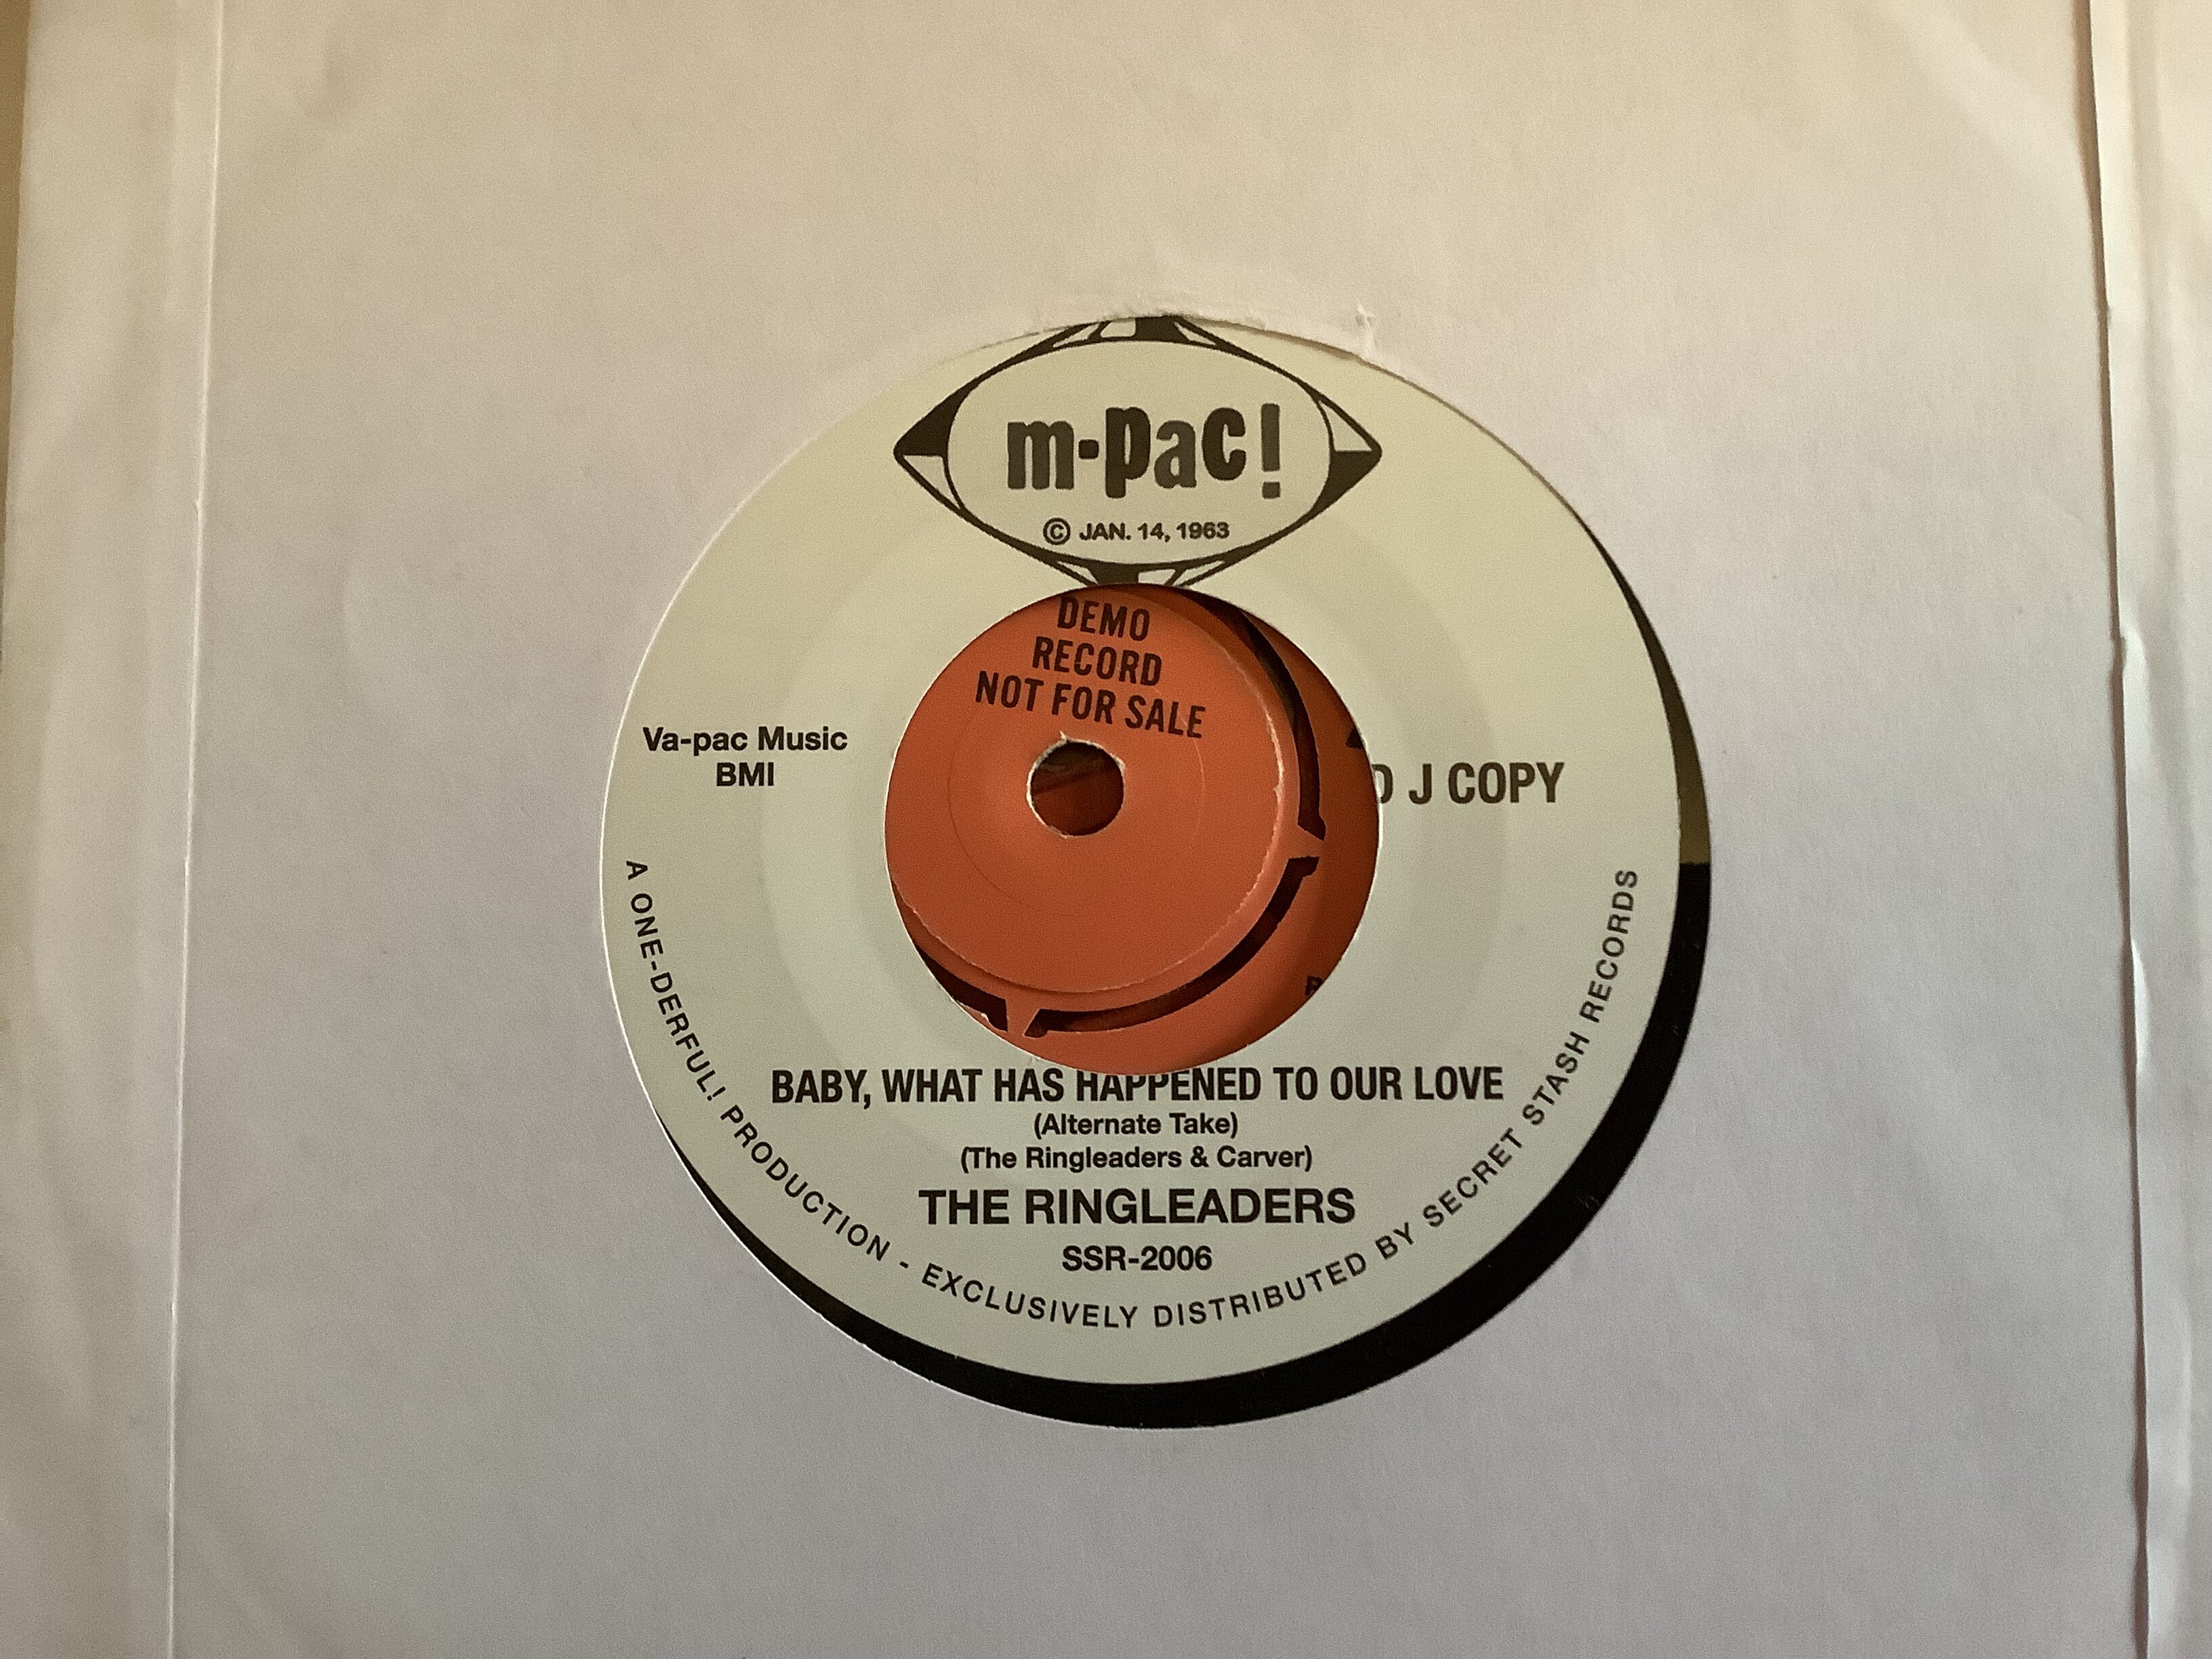 m-pac!
© JAN. 14, 1963
DEMO
RECORD
NOT FOR SALE
Va-pac Music
BMI
D J COPY
BABY, WHAT HAS HAPPENED TO OUR LOVE
(Alternate Take)
(The Ringleaders & Carver)
THE RINGLEADERS
SSR-2006
A ONE-DERFUL! PRODUCTION - EXCLUSIVELY DISTRIBUTED BY SECRET STASH RECORDS